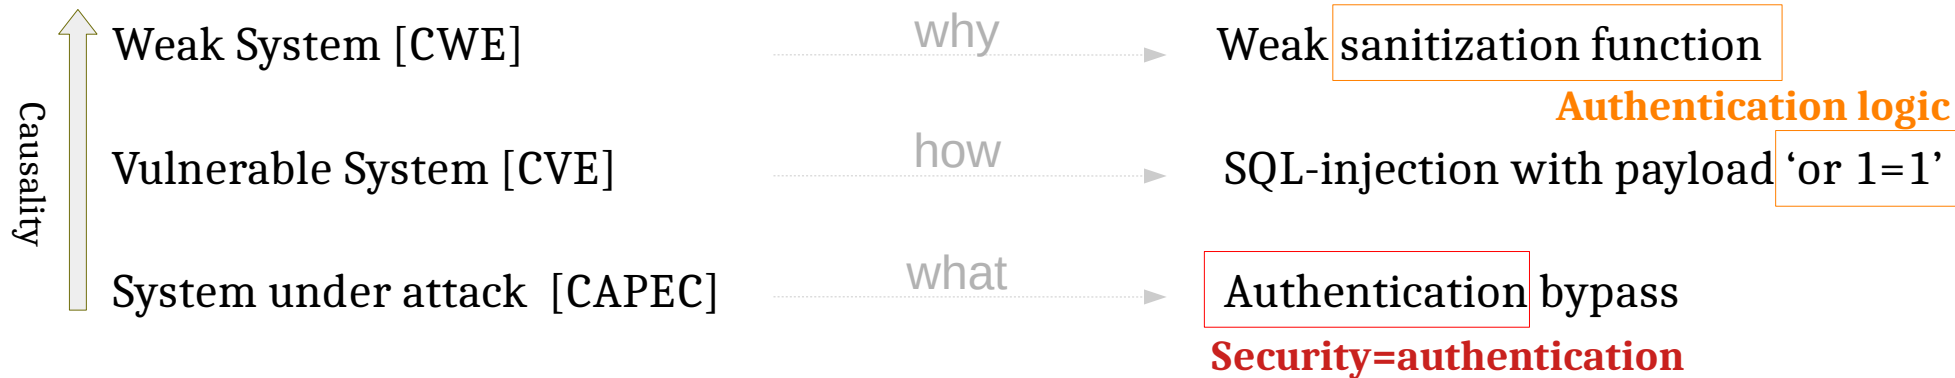 Causality
Weak System [CWE] why Weak sanitization function
Authentication logic
Vulnerable System [CVE] how SQL-injection with payload ‘or 1=1’
System under attack [CAPEC] what Authentication bypass
Security=authentication